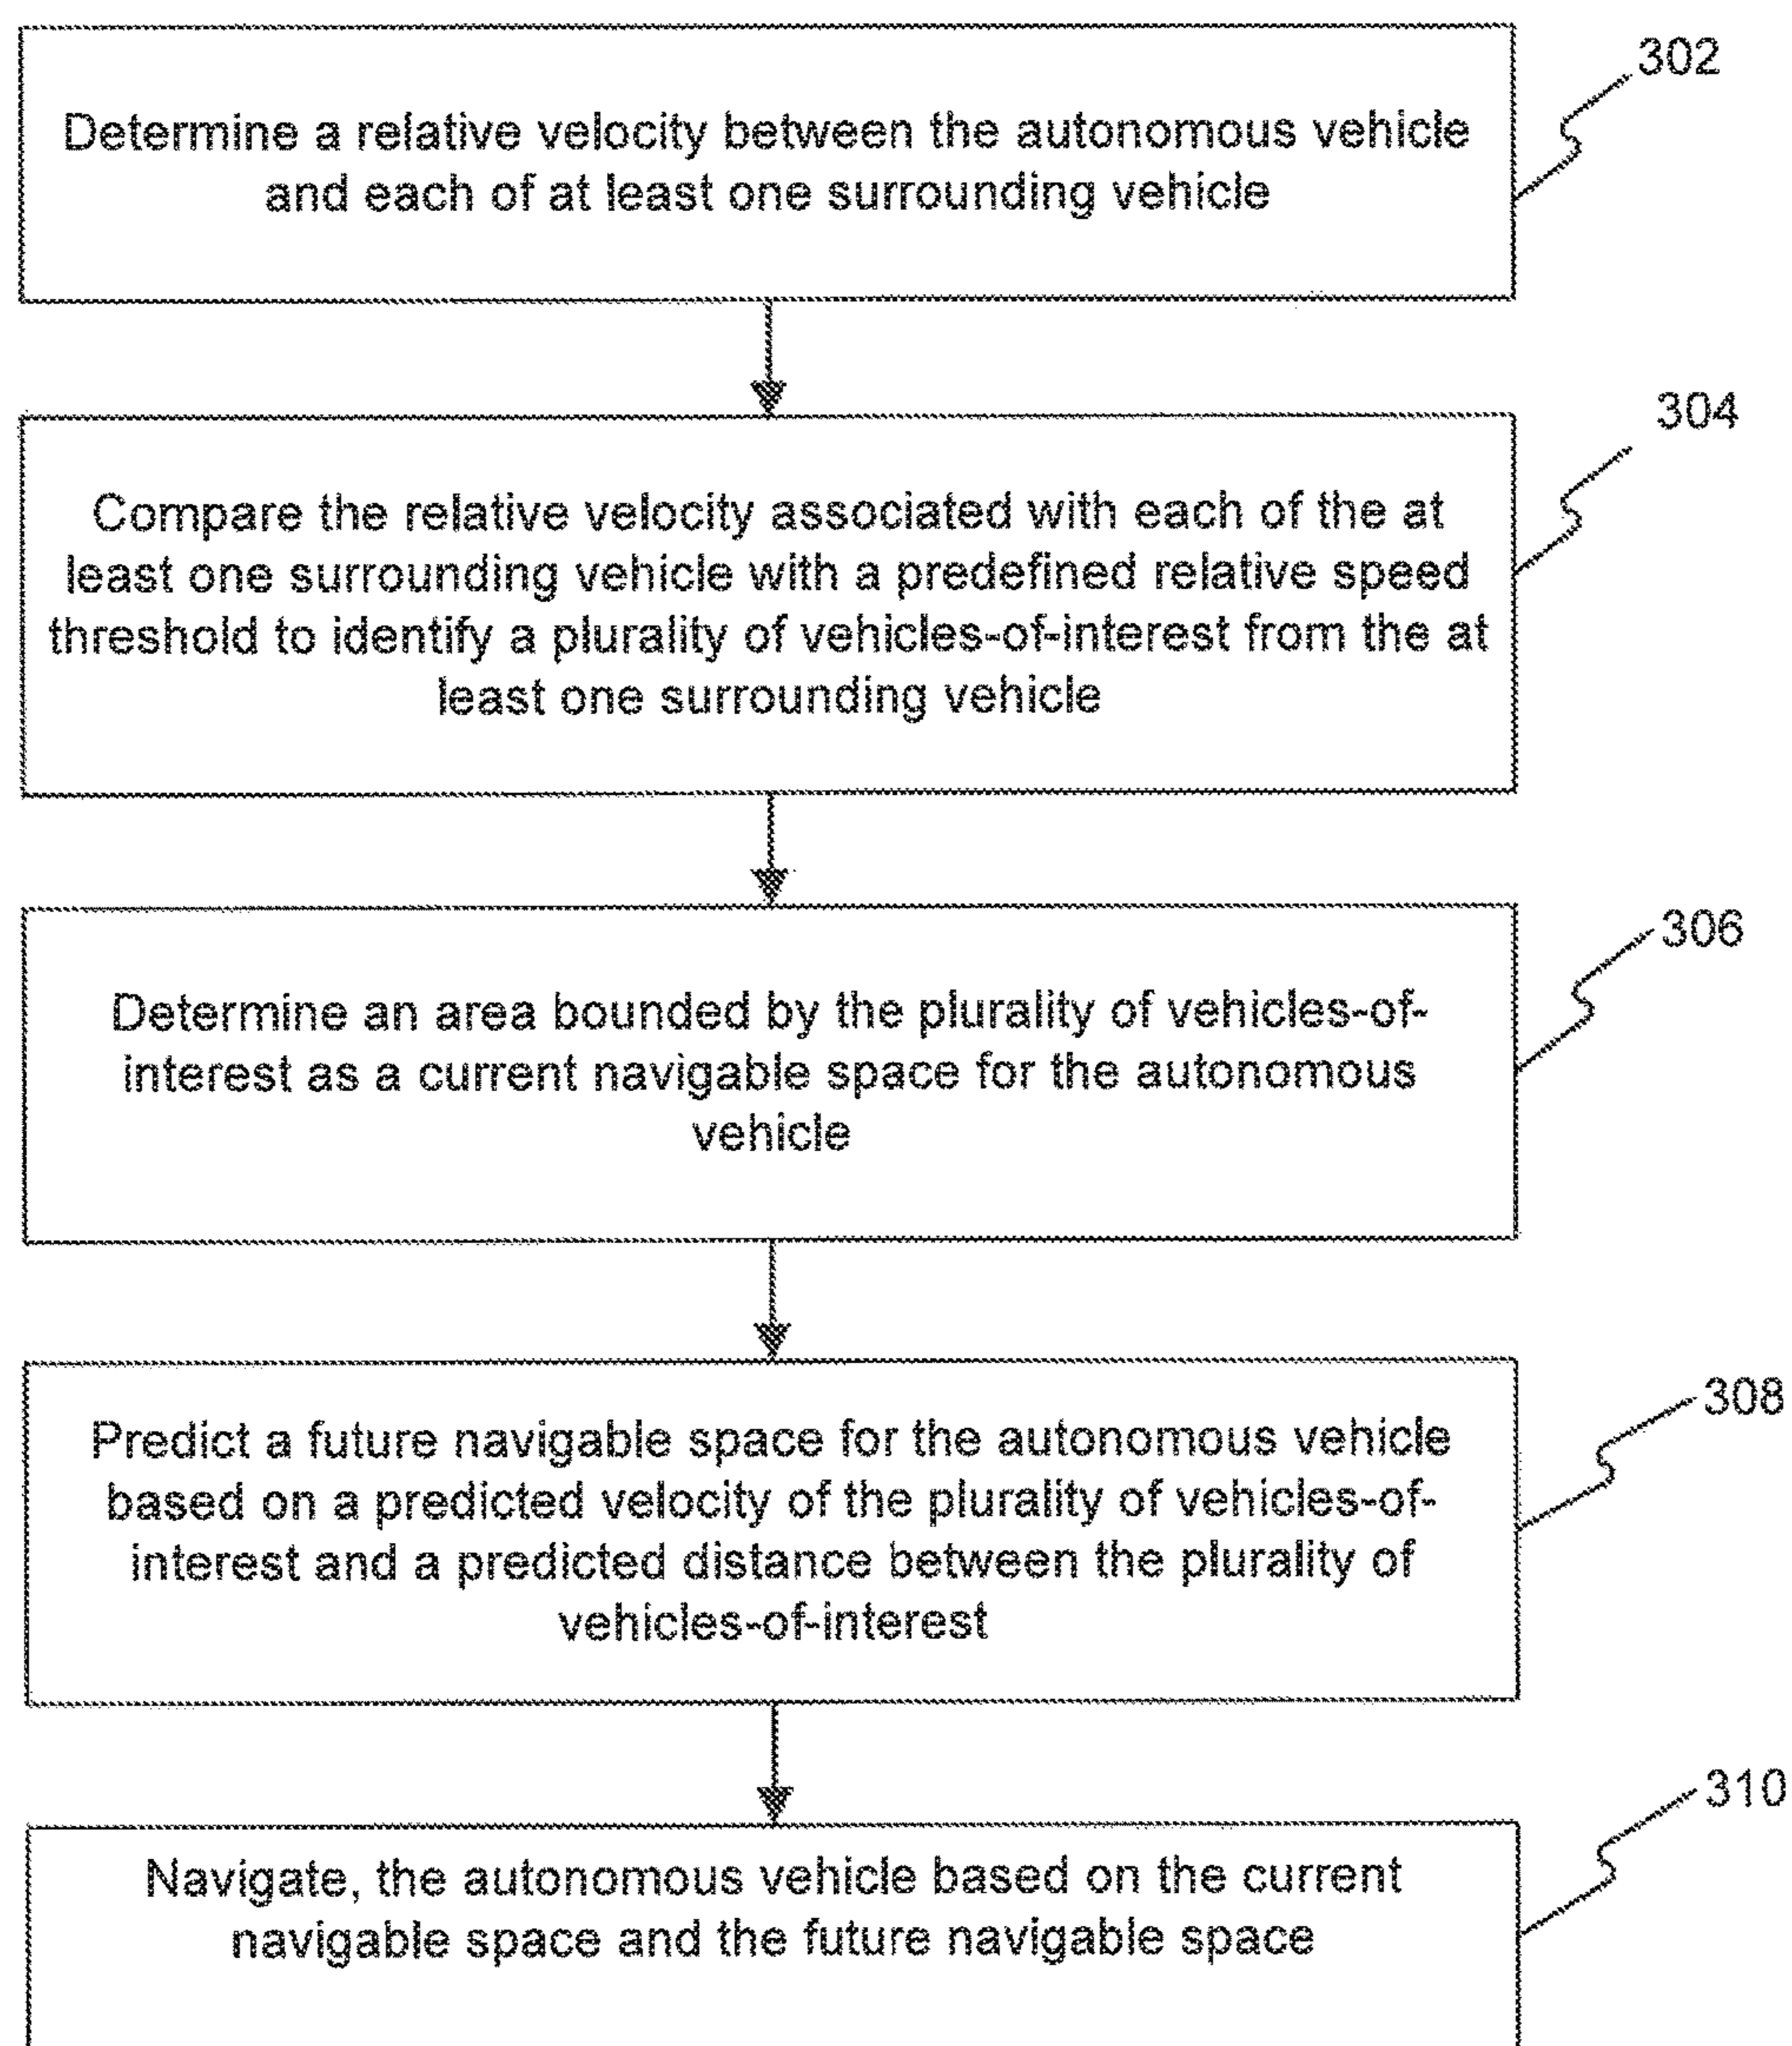 302
Determine a relative velocity between the autonomous vehicle
and each of at least one surrounding vehicle
304
Compare the relative velocity associated with each of the at
least one surrounding vehicle with a predefined relative speed
threshold to identify a plurality of vehicles-of-interest from the at
least one surrounding vehicle
306
Determine an area bounded by the plurality of vehicles-of-
interest as a current navigable space for the autonomous
vehicle
308
Predict a future navigable space for the autonomous vehicle
based on a predicted velocity of the plurality of vehicles-of-
interest and a predicted distance between the plurality of
vehicles-of-interest
310
Navigate, the autonomous vehicle based on the current
navigable space and the future navigable space